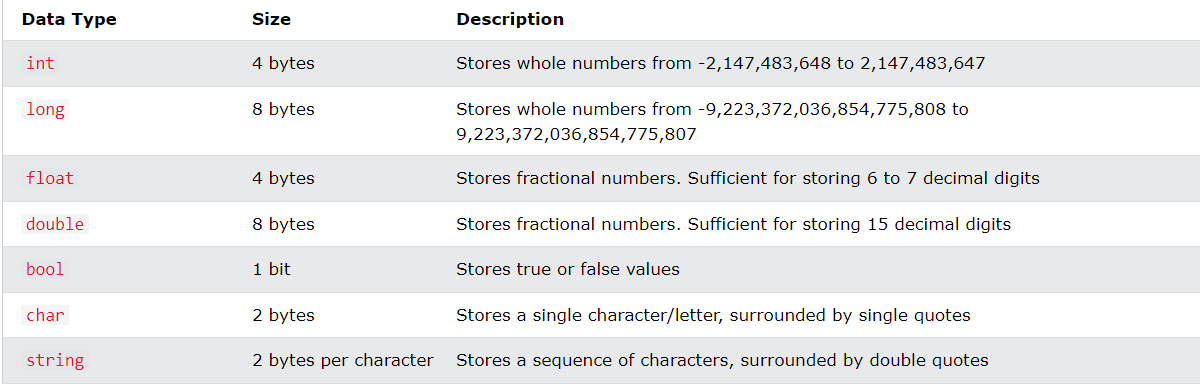 Data Type Size Description
int 4 bytes Stores whole numbers from -2,147,483,648 to 2,147,483,647
long 8 bytes Stores whole numbers from -9,223,372,036,854,775,808 to
9,223,372,036,854,775,807
float 4 bytes Stores fractional numbers. Sufficient for storing 6 to 7 decimal digits
double 8 bytes Stores fractional numbers. Sufficient for storing 15 decimal digits
bool 1 bit Stores true or false values
char 2 bytes Stores a single character/letter, surrounded by single quotes
string 2 bytes per character Stores a sequence of characters, surrounded by double quotes